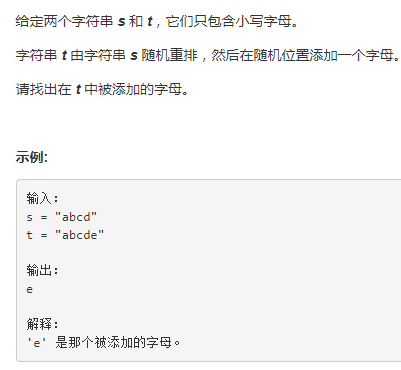 给定两个字符串 s 和 t，它们只包含小写字母。
字符串 t 由字符串 s 随机重排，然后在随机位置添加一个字母。
请找出在 t 中被添加的字母。
示例:
输入：
s = "abcd"
t = "abcde"
输出：
e
解释：
'e' 是那个被添加的字母。